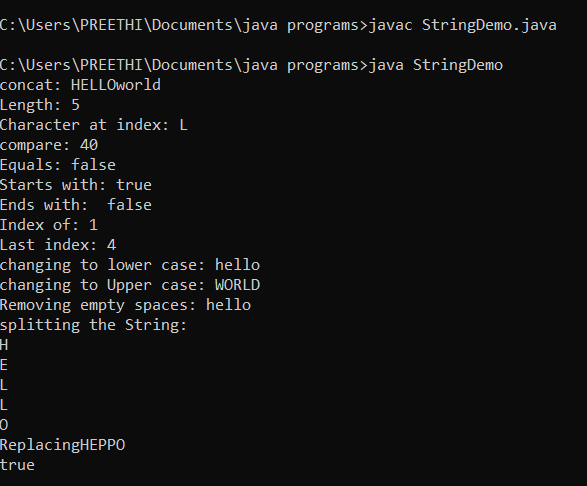 C:\Users\PREETHI\Documents\java programs>javac StringDemo.java
C:\Users\PREETHI\Documents\java programs>java StringDemo
concat: HELLOworld
Length: 5
Character at index: L
compare: 40
Equals: false
Starts with: true
Ends with:  false
Index of: 1
Last index: 4
changing to lower case: hello
changing to Upper case: WORLD
Removing empty spaces: hello
splitting the String:
H
E
L
L
O
ReplacingHEPPO
true